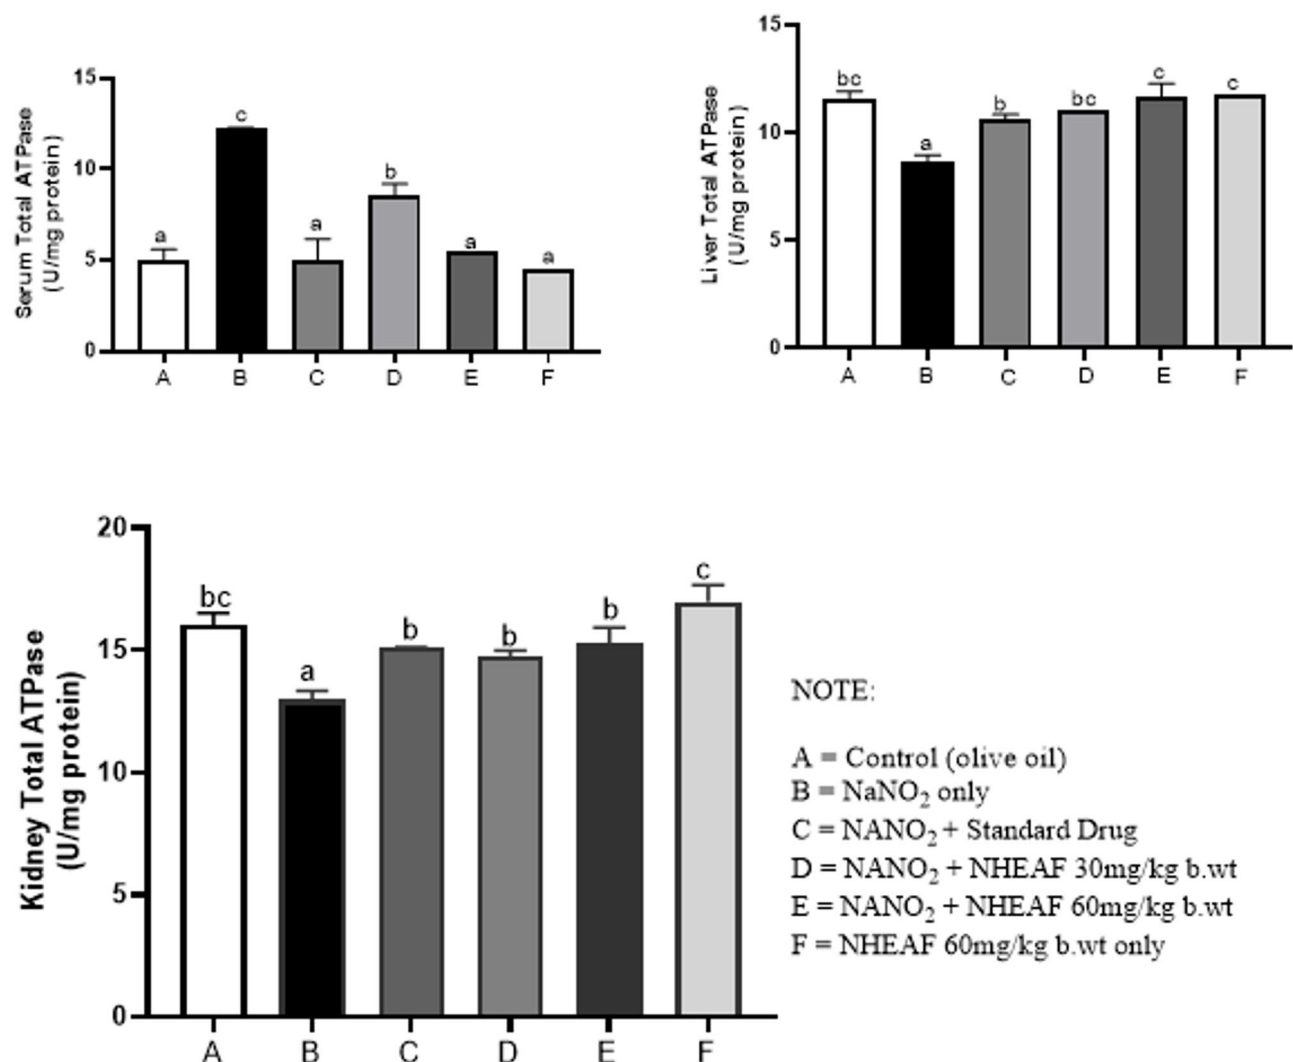 Serum Total ATPase
(U/mg protein)
15
10
5
0
a
c
a
b
a
a
A
B
C
D
E
F
Liver Total ATPase
(U/mg protein)
15
10
5
0
bc
a
b
bc
c
c
A
B
C
D
E
F
Kidney Total ATPase
(U/mg protein)
20
15
10
5
0
bc
a
b
b
b
c
A
B
C
D
E
F
NOTE:
A = Control (olive oil)
B = NaNO₂ only
C = NANO₂ + Standard Drug
D = NANO₂ + NHEAF 30mg/kg b.wt
E = NANO₂ + NHEAF 60mg/kg b.wt
F = NHEAF 60mg/kg b.wt only